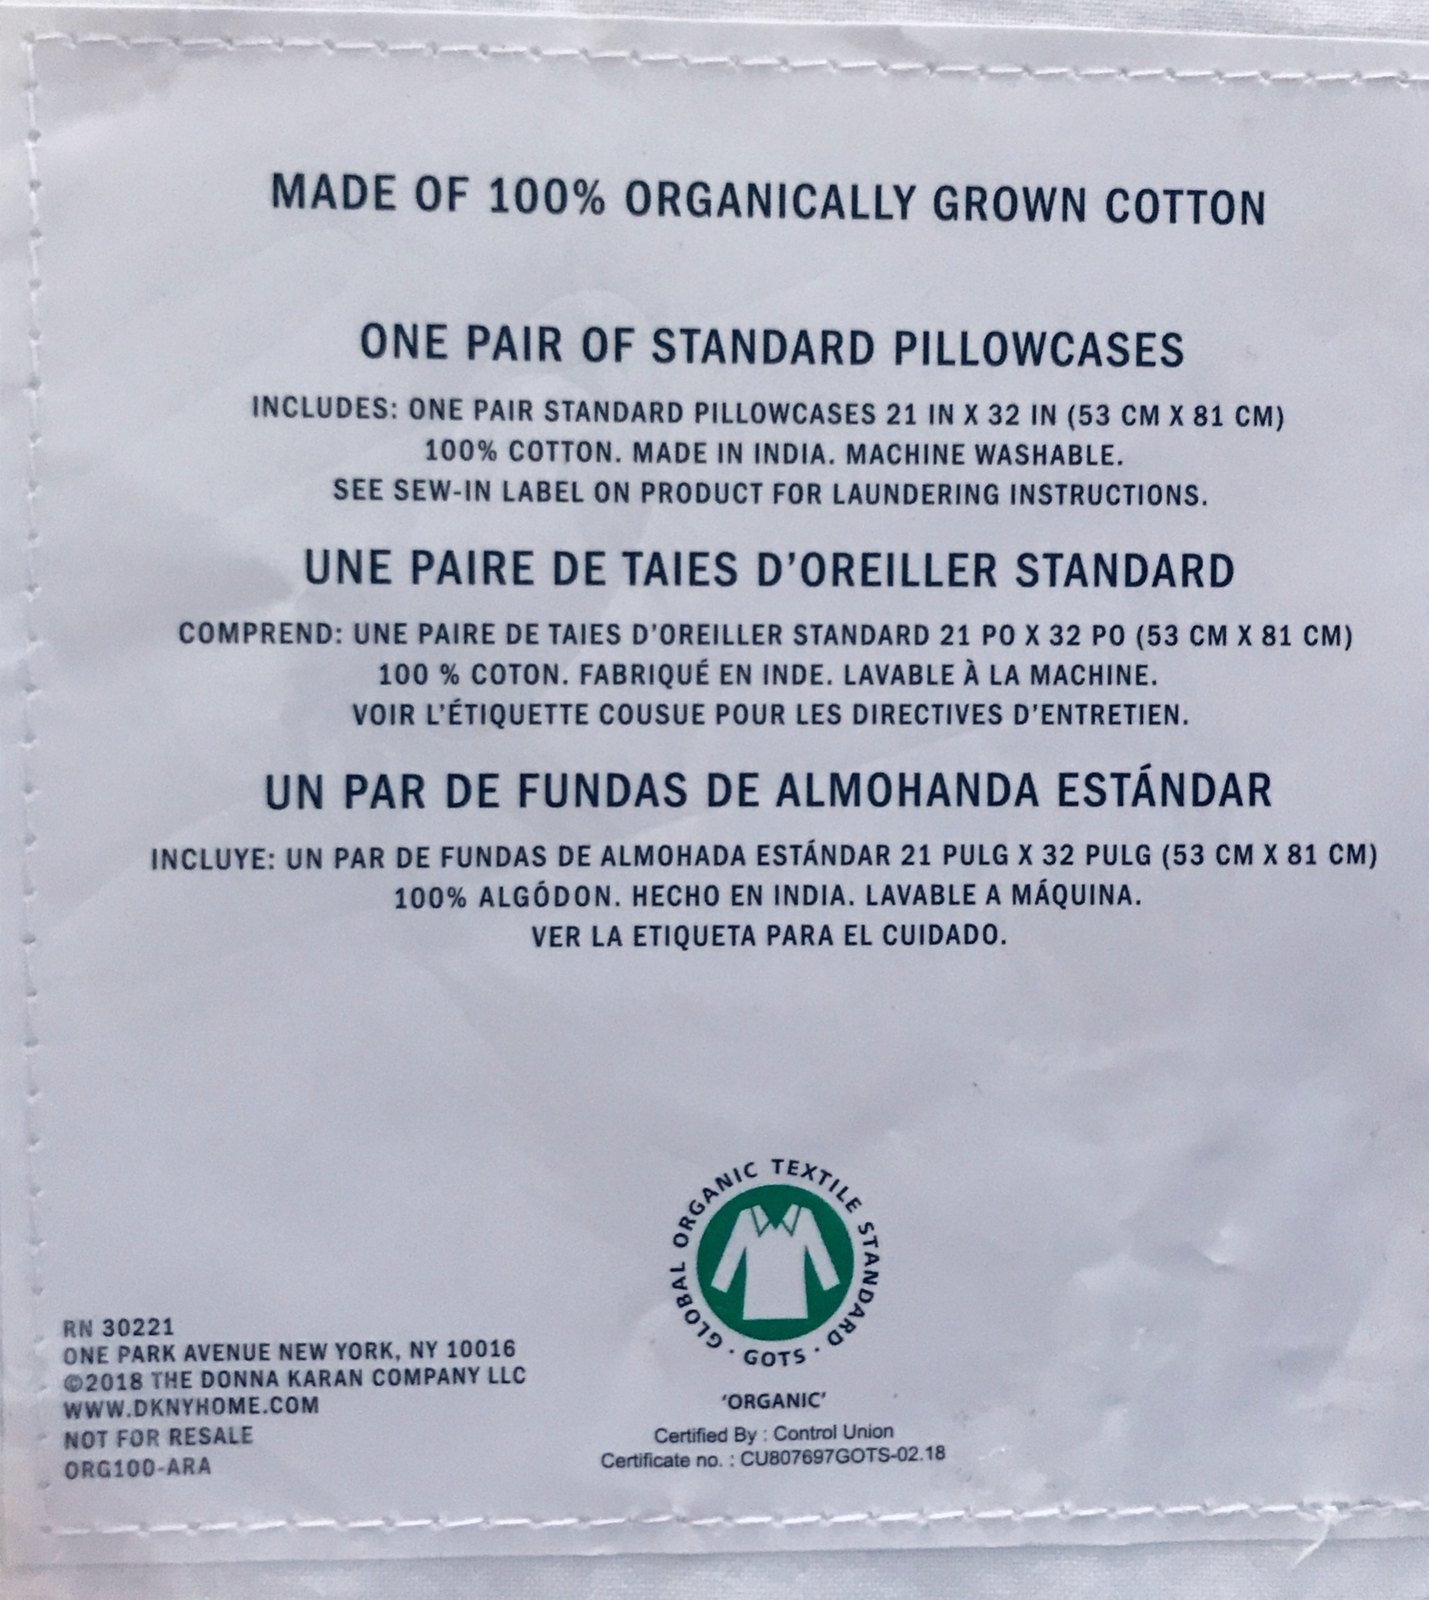 MADE OF 100% ORGANICALLY GROWN COTTON
ONE PAIR OF STANDARD PILLOWCASES
INCLUDES: ONE PAIR STANDARD PILLOWCASES 21 IN X 32 IN (53 CM X 81 CM)
100% COTTON. MADE IN INDIA. MACHINE WASHABLE.
SEE SEW-IN LABEL ON PRODUCT FOR LAUNDERING INSTRUCTIONS.
UNE PAIRE DE TAIES D'OREILLER STANDARD
COMPREND: UNE PAIRE DE TAIES D'OREILLER STANDARD 21 PO X 32 PO (53 CM X 81 CM)
100 % COTON. FABRIQUÉ EN INDE. LAVABLE À LA MACHINE.
VOIR L'ÉTIQUETTE COUSUE POUR LES DIRECTIVES D'ENTRETIEN.
UN PAR DE FUNDAS DE ALMOHANDA ESTÁNDAR
INCLUYE: UN PAR DE FUNDAS DE ALMOHADA ESTÁNDAR 21 PULG X 32 PULG (53 CM X 81 CM)
100% ALGÓDON. HECHO EN INDIA. LAVABLE A MÁQUINA.
VER LA ETIQUETA PARA EL CUIDADO.
RN 30221
ONE PARK AVENUE NEW YORK, NY 10016
©2018 THE DONNA KARAN COMPANY LLC
WWW.DKNYHOME.COM
NOT FOR RESALE
ORG100-ARA
GLOBAL ORGANIC TEXTILE STANDARD · GOTS ·
'ORGANIC'
Certified By : Control Union
Certificate no. : CU807697GOTS-02.18